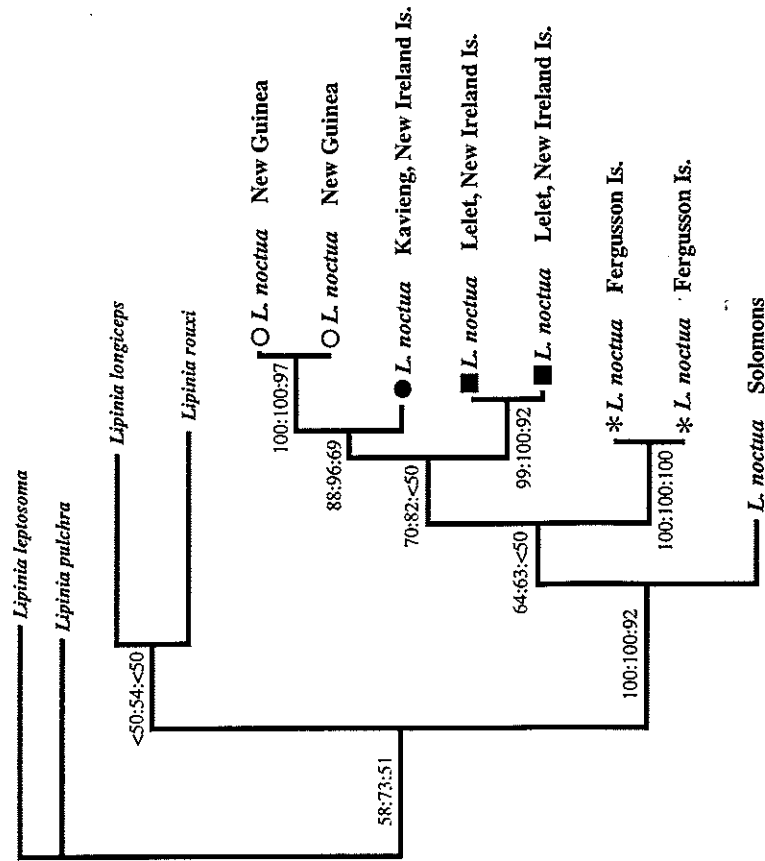 Lipinia leptosoma
Lipinia pulchra
Lipinia longiceps
Lipinia rouxi
<50:54:<50
58:73:51
L. noctua New Guinea
L. noctua New Guinea
100:100:97
L. noctua Kavieng, New Ireland Is.
88:96:69
L. noctua Lelet, New Ireland Is.
L. noctua Lelet, New Ireland Is.
99:100:92
70:82:<50
* L. noctua Fergusson Is.
* L. noctua Fergusson Is.
100:100:100
64:63:<50
L. noctua Solomons
100:100:92